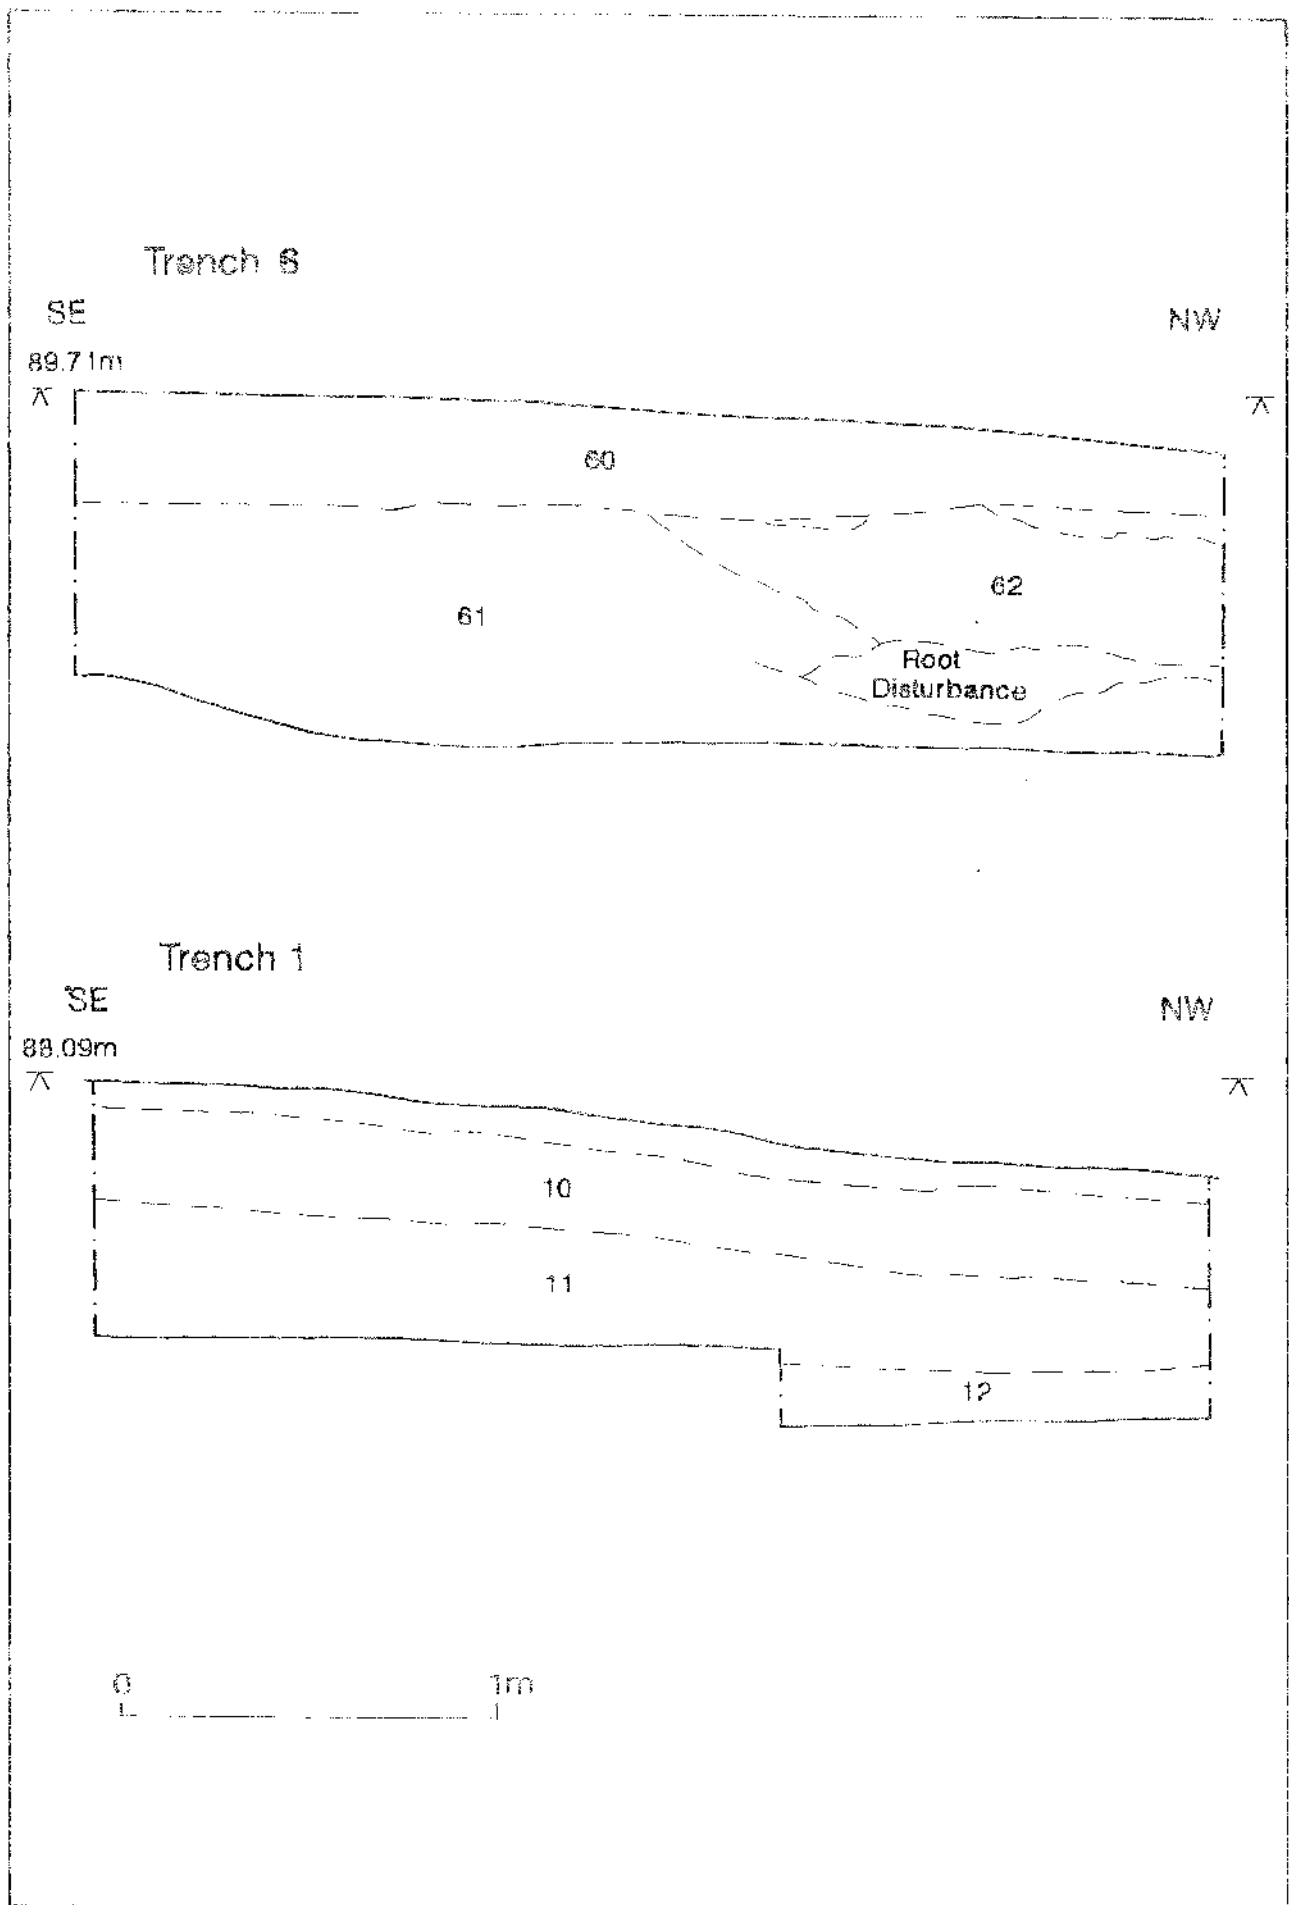 Trench 6
SE
NW
89.71m
60
62
61
Root
Disturbance
Trench 1
SE
NW
88.09m
10
11
12
0
1m